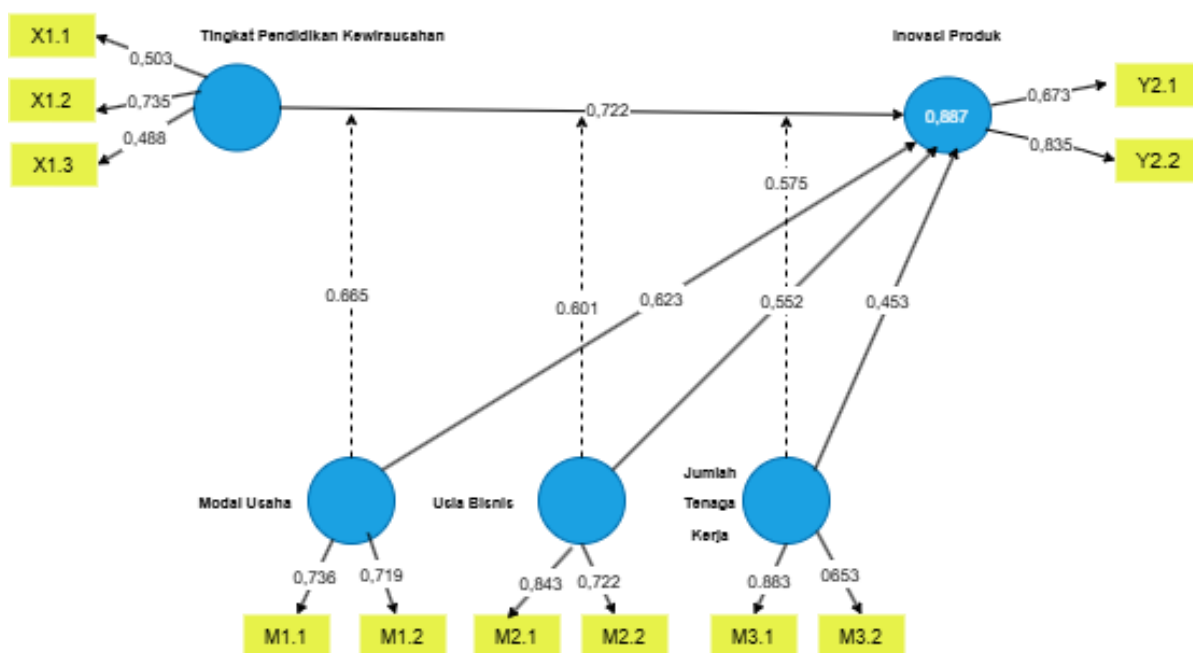 X1.1
Tingkat Pendidikan Kewirausahan
Inovasi Produk
0,503
X1.2
0,735
0,488
X1.3
0,722
0,887
0,673
Y2.1
0,835
Y2.2
0.575
0.665
0.601
0,623
0,552
0,453
Modal Usaha
Usia Bisnis
Jumlah
Tenaga
Kerja
0,736
0,719
0,843
0,722
0.883
0653
M1.1
M1.2
M2.1
M2.2
M3.1
M3.2